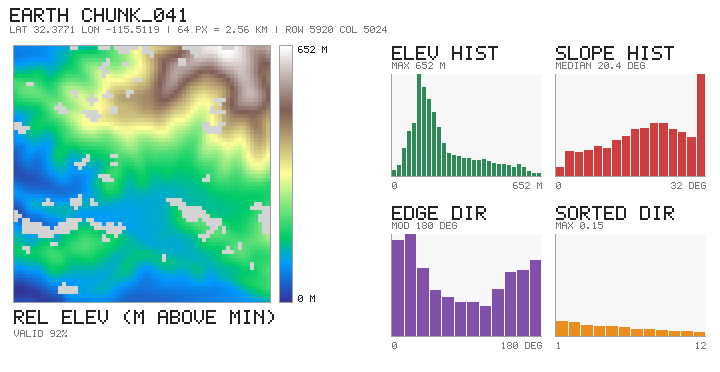 EARTH CHUNK_041
LAT 32.3771 LON -115.5119 | 64 PX = 2.56 KM | ROW 5920 COL 5024
652 M
0 M
REL ELEV (M ABOVE MIN)
VALID 92%
ELEV HIST
MAX 652 M
0 652 M
SLOPE HIST
MEDIAN 20.4 DEG
0 32 DEG
EDGE DIR
MOD 180 DEG
0 180 DEG
SORTED DIR
MAX 0.15
1 12